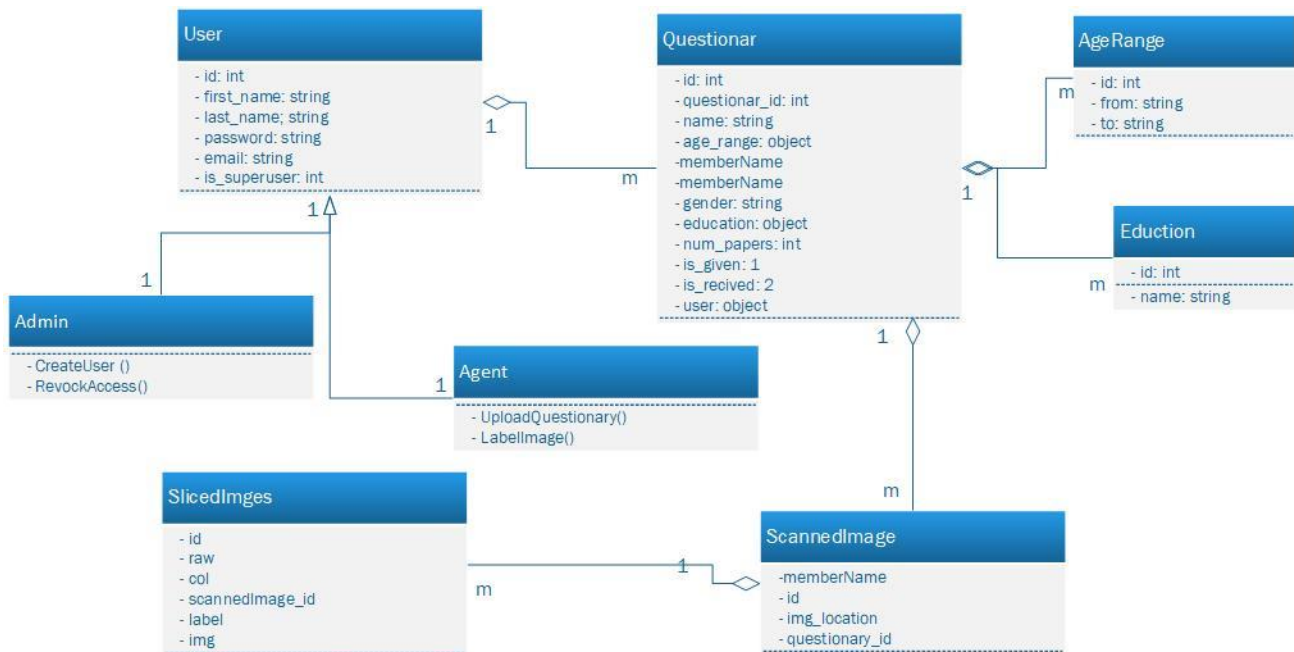 User
- id: int
- first_name: string
- last_name; string
- password: string
- email: string
- is_superuser: int
1
m
1
1
1
Questionar
- id: int
- questionar_id: int
- name: string
- age_range: object
-memberName
-memberName
- gender: string
- education: object
- num_papers: int
- is_given: 1
- is_recived: 2
- user: object
1
m
m
1
m
AgeRange
- id: int
- from: string
- to: string
Eduction
- id: int
- name: string
Admin
- CreateUser ()
- RevockAccess()
Agent
- UploadQuestionary()
- LabelImage()
SlicedImges
- id
- raw
- col
- scannedImage_id
- label
- img
m
1
ScannedImage
-memberName
- id
- img_location
- questionary_id